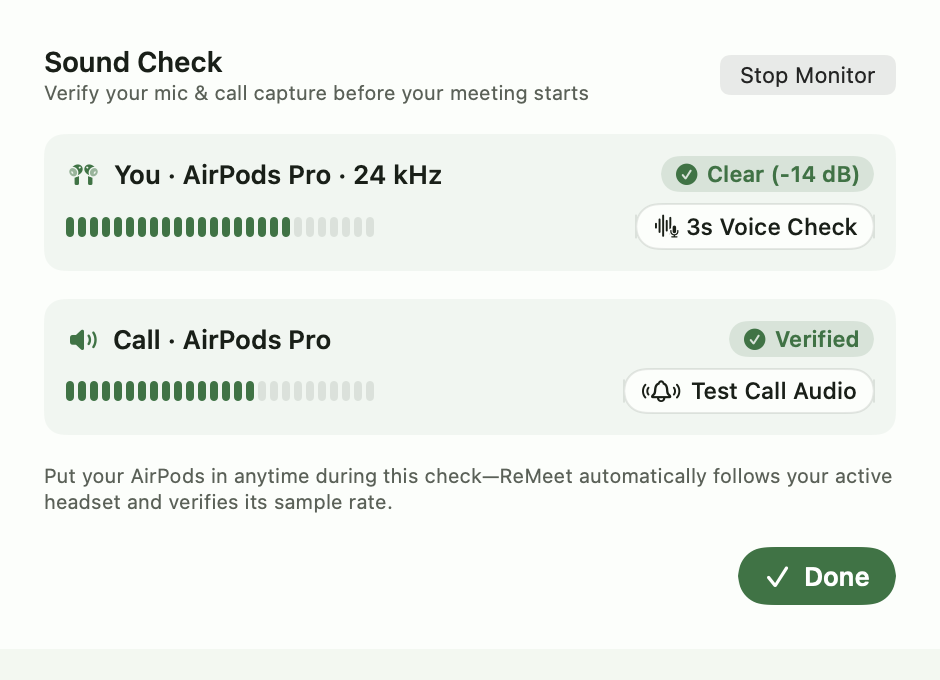 Sound Check
Verify your mic & call capture before your meeting starts
Stop Monitor
You · AirPods Pro · 24 kHz
Clear (-14 dB)
3s Voice Check
Call · AirPods Pro
Verified
Test Call Audio
Put your AirPods in anytime during this check—ReMeet automatically follows your active
headset and verifies its sample rate.
Done